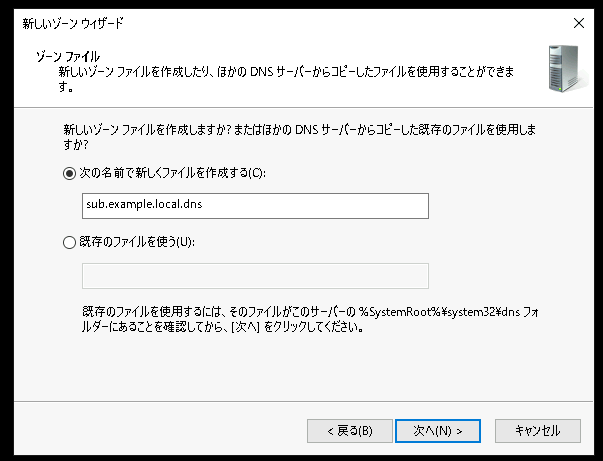 新しいゾーン ウィザード
ゾーン ファイル
新しいゾーン ファイルを作成したり、ほかの DNS サーバーからコピーしたファイルを使用することができま
す。
新しいゾーン ファイルを作成しますか? またはほかの DNS サーバーからコピーした既存のファイルを使用しま
すか?
次の名前で新しくファイルを作成する(C):
sub.example.local.dns
既存のファイルを使う(U):
既存のファイルを使用するには、そのファイルがこのサーバーの %SystemRoot%¥system32¥dns フォ
ルダーにあることを確認してから、[次へ] をクリックしてください。
< 戻る(B)
次へ(N) >
キャンセル